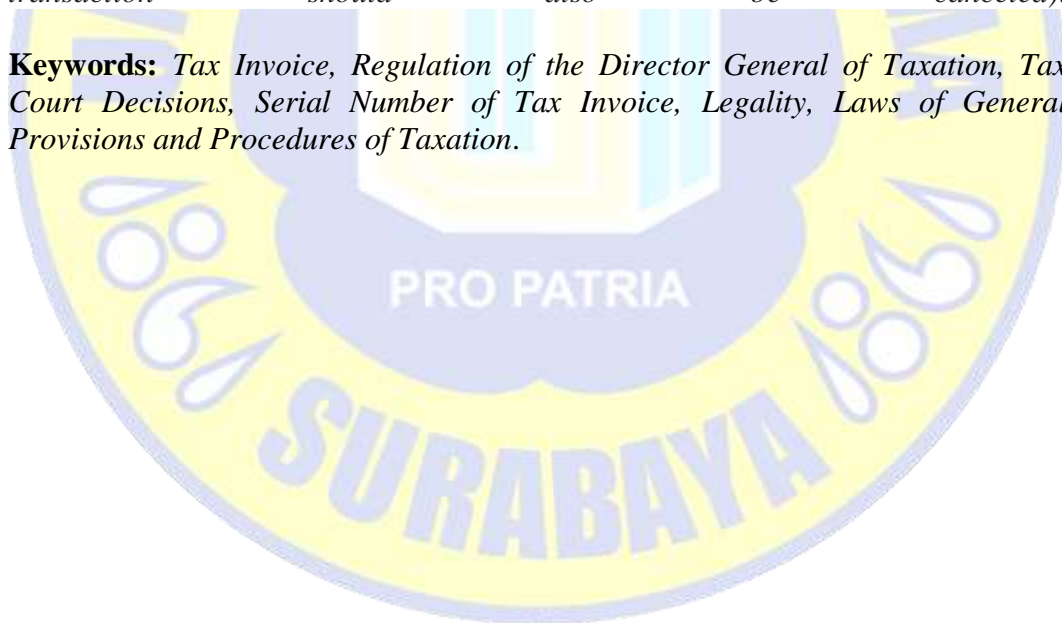 transaction should also be canceled).
Keywords: Tax Invoice, Regulation of the Director General of Taxation, Tax
Court Decisions, Serial Number of Tax Invoice, Legality, Laws of General
Provisions and Procedures of Taxation.
PRO PATRIA
SURABAYA